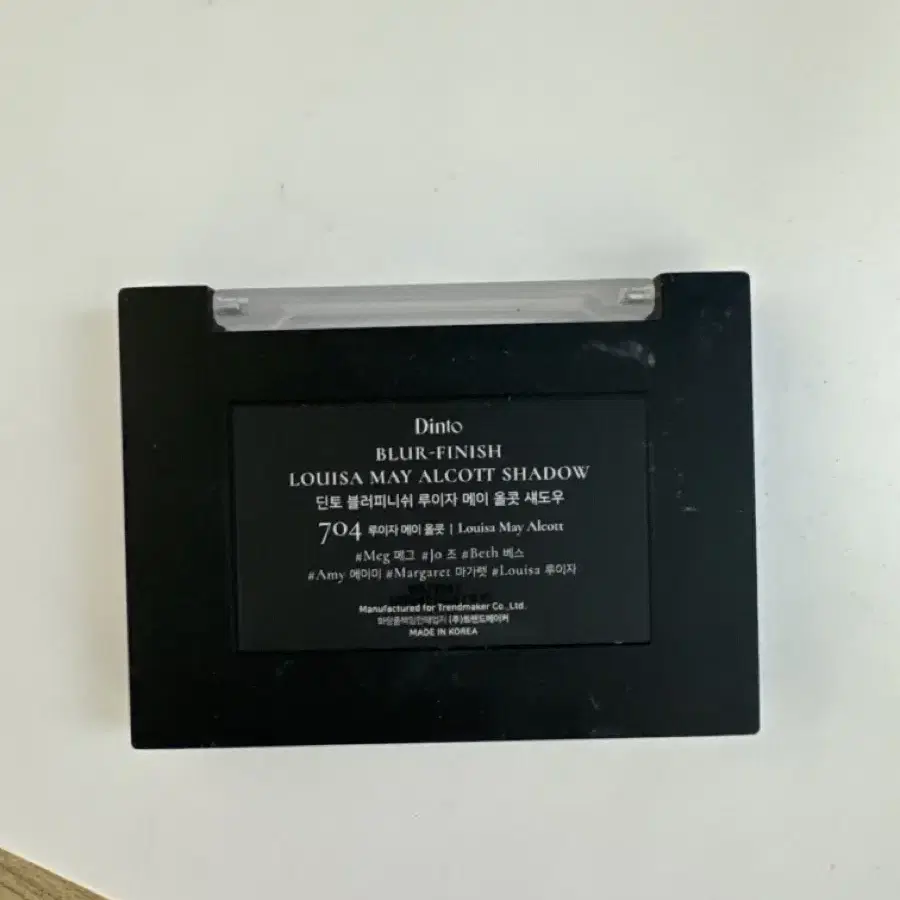 Dinto
BLUR-FINISH
LOUISA MAY ALCOTT SHADOW
딘토 블러피니쉬 루이자 메이 올콧 섀도우
704 루이자 메이 올콧 | Louisa May Alcott
#Meg 메그 #Jo 조 #Beth 베스
#Amy 에이미 #Margaret 마가렛 #Louisa 루이자
Manufactured for Trendmaker Co.,Ltd.
화장품책임판매업자 (주)트렌드메이커
MADE IN KOREA